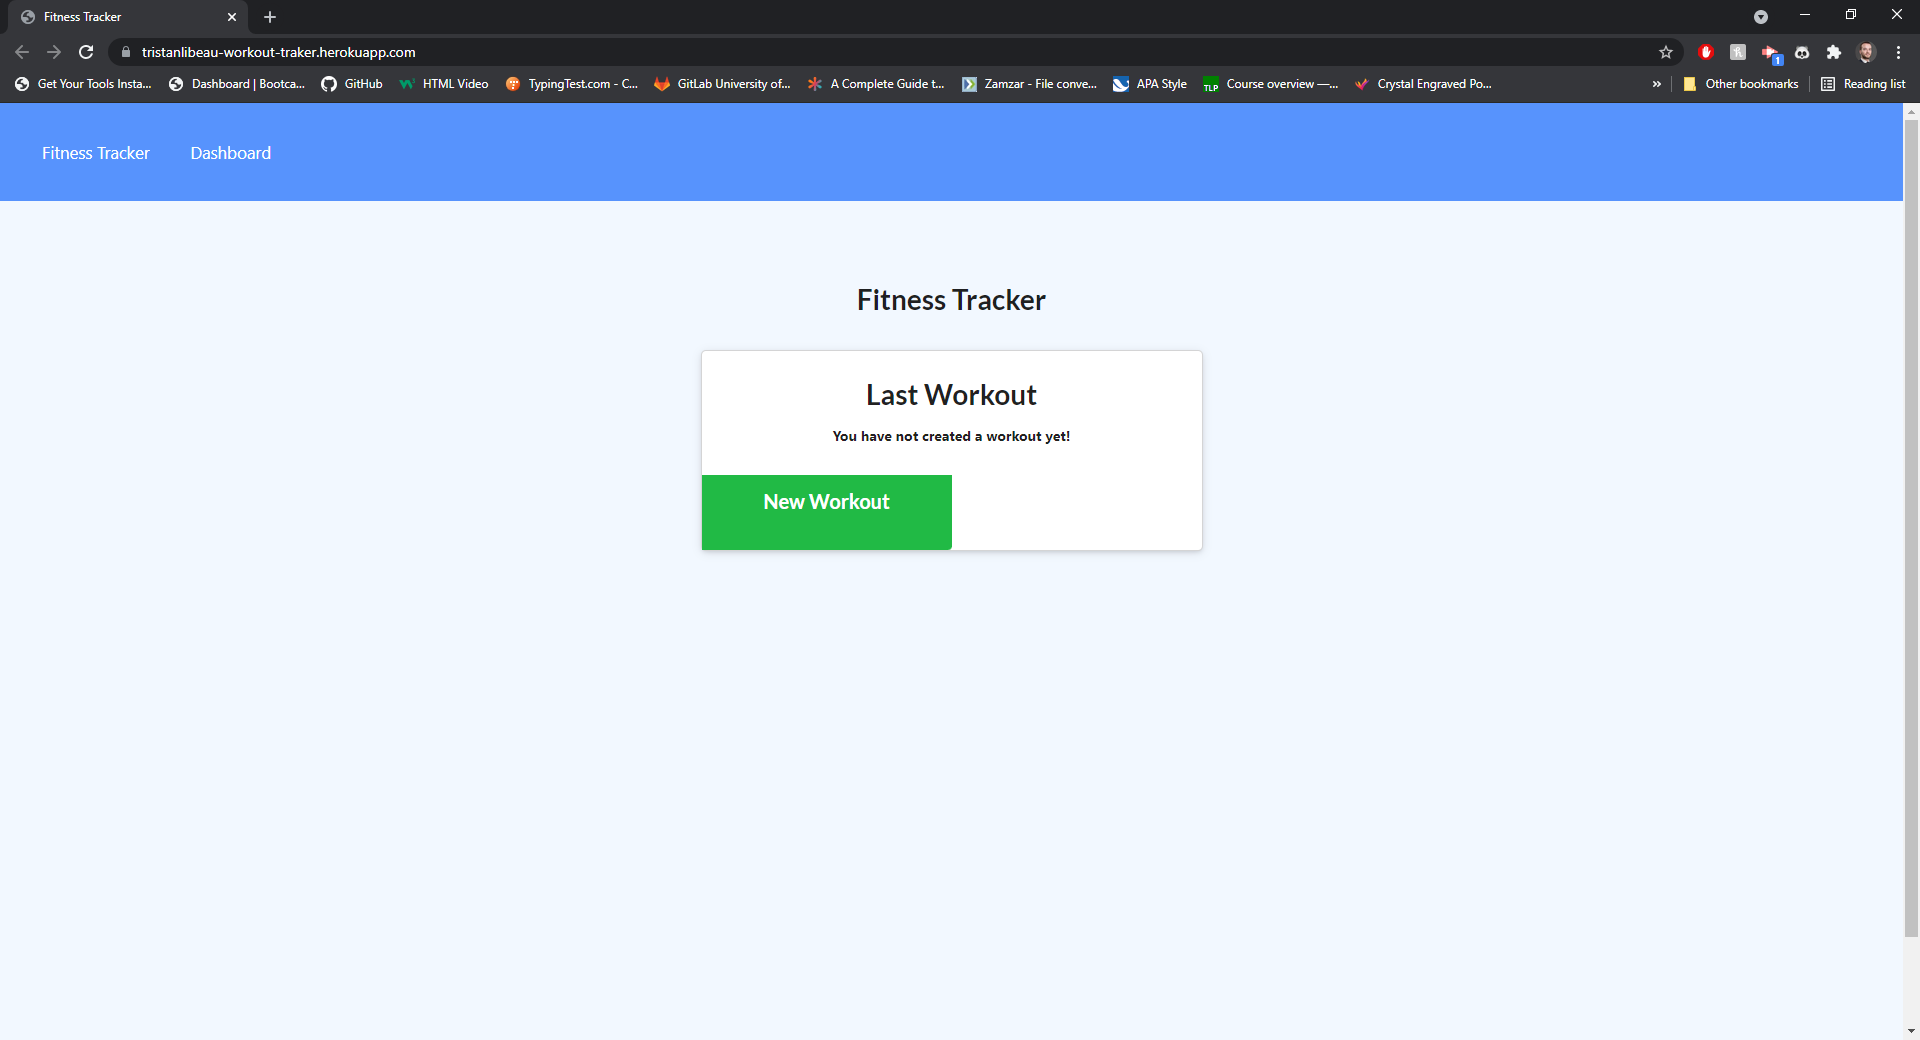 Fitness Tracker
tristanlibeau-workout-traker.herokuapp.com
Get Your Tools Insta... Dashboard | Bootca... GitHub HTML Video TypingTest.com - C... GitLab University of... A Complete Guide t... Zamzar - File conve... APA Style TLP Course overview —... Crystal Engraved Po... » Other bookmarks Reading list
1
Fitness Tracker Dashboard
Fitness Tracker
Last Workout
You have not created a workout yet!
New Workout